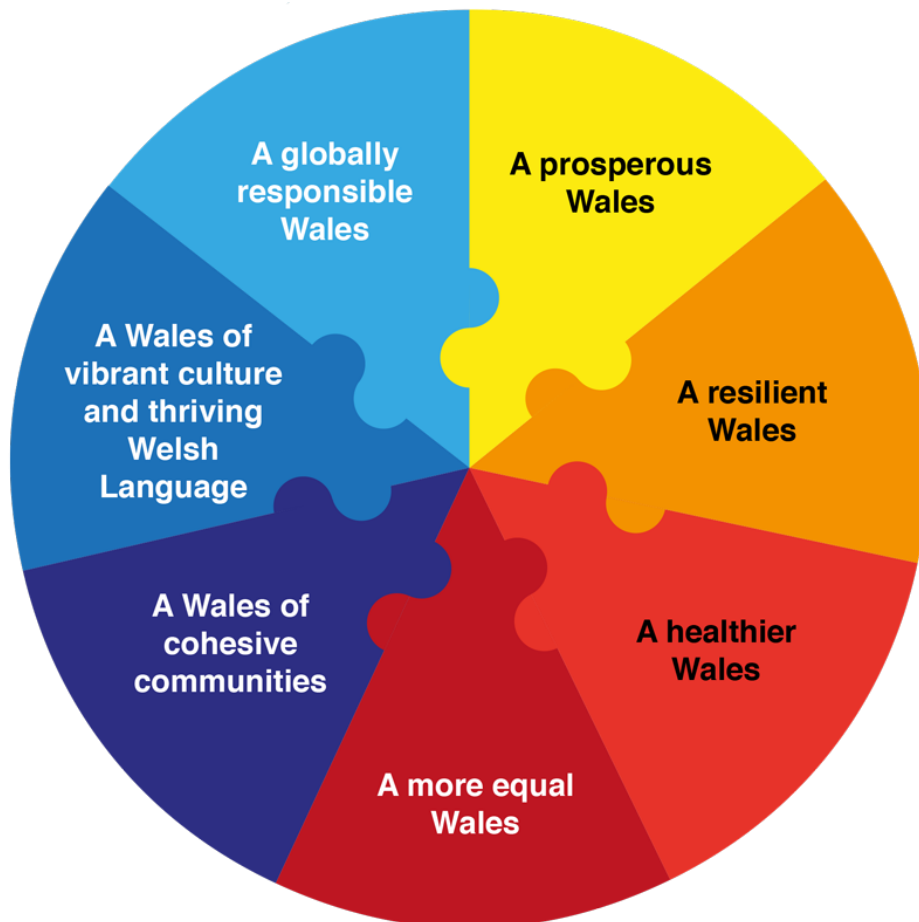 A prosperous
Wales
A resilient
Wales
A healthier
Wales
A more equal
Wales
A Wales of
cohesive
communities
A Wales of
vibrant culture
and thriving
Welsh
Language
A globally
responsible
Wales